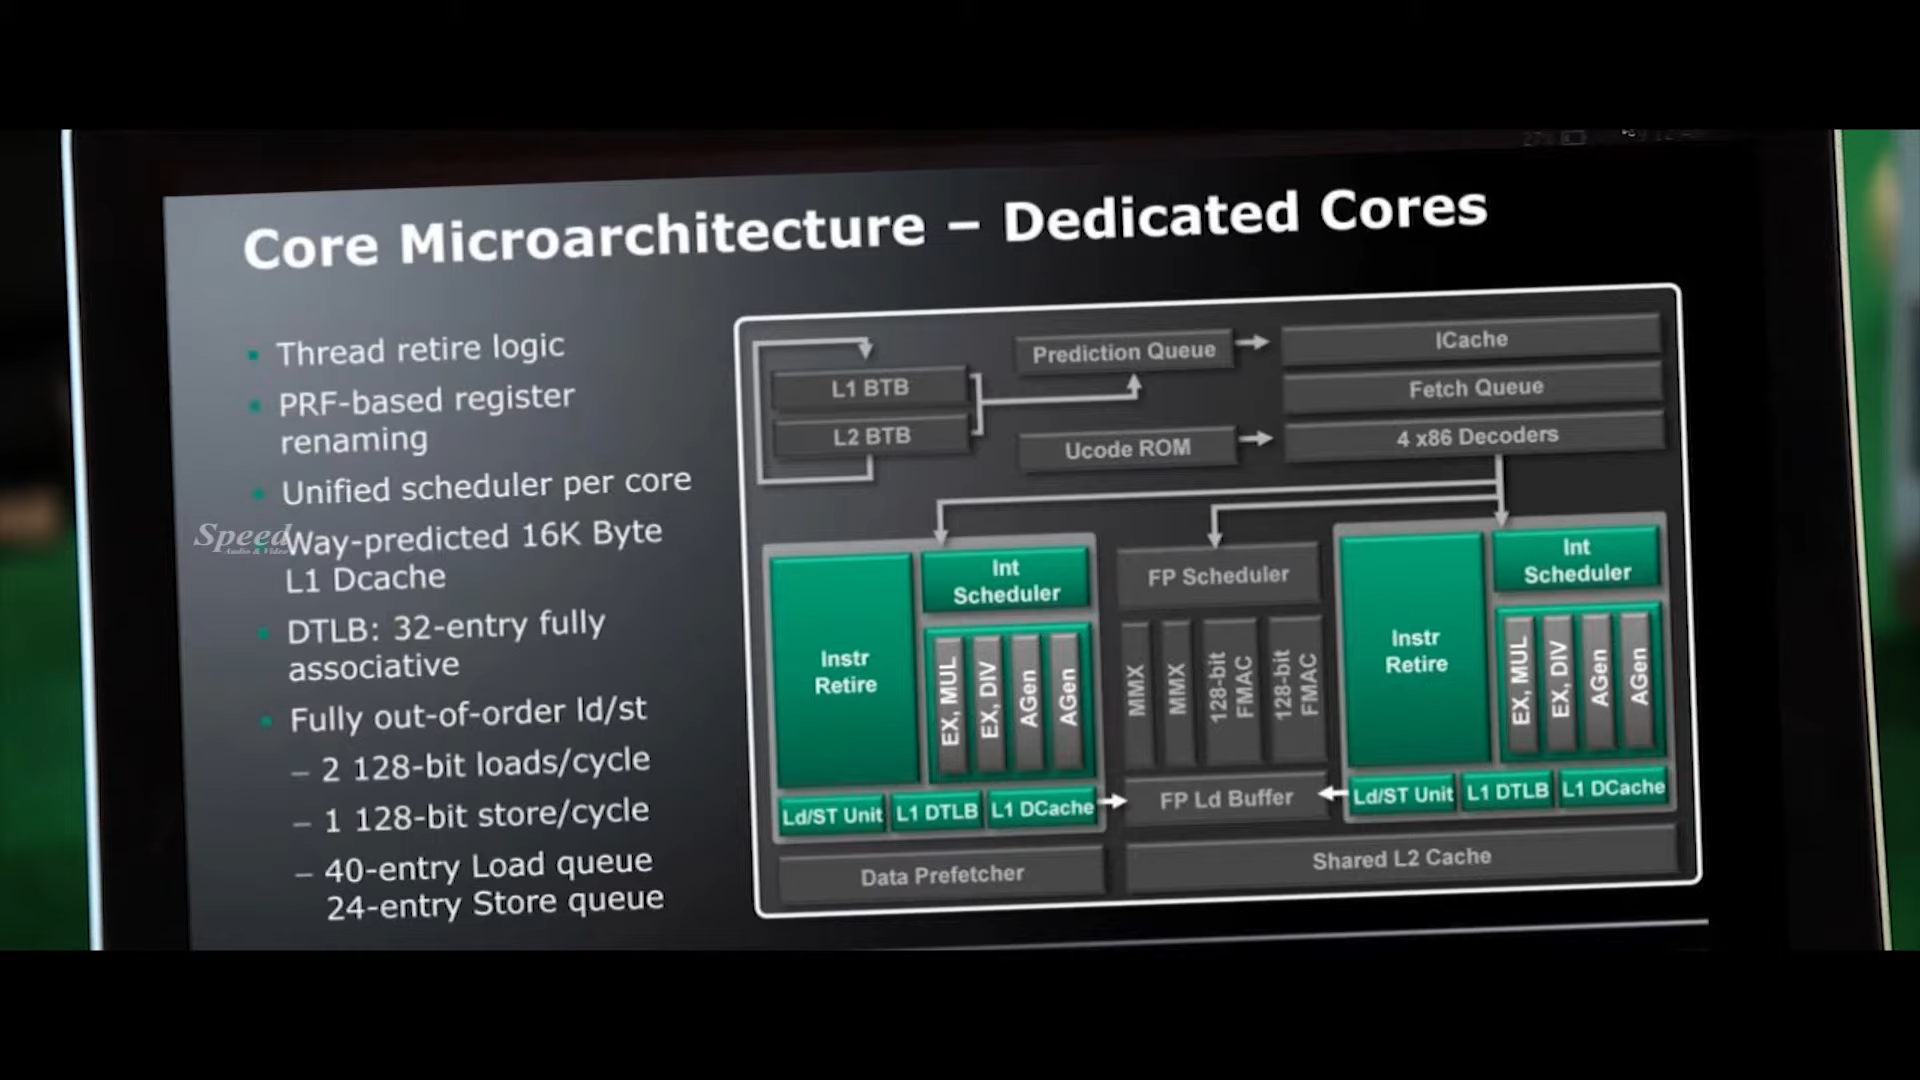 Core Microarchitecture – Dedicated Cores
Thread retire logic
PRF-based register
renaming
Unified scheduler per core
Speed
Audio & Video
Way-predicted 16K Byte
L1 Dcache
DTLB: 32-entry fully
associative
Fully out-of-order ld/st
– 2 128-bit loads/cycle
– 1 128-bit store/cycle
– 40-entry Load queue
24-entry Store queue
L1 BTB
L2 BTB
Prediction Queue
Ucode ROM
ICache
Fetch Queue
4 x86 Decoders
Instr
Retire
Int
Scheduler
EX, MUL
EX, DIV
AGen
AGen
Ld/ST Unit
L1 DTLB
L1 DCache
FP Scheduler
MMX
MMX
128-bit
FMAC
128-bit
FMAC
FP Ld Buffer
Instr
Retire
Int
Scheduler
EX, MUL
EX, DIV
AGen
AGen
Ld/ST Unit
L1 DTLB
L1 DCache
Data Prefetcher
Shared L2 Cache